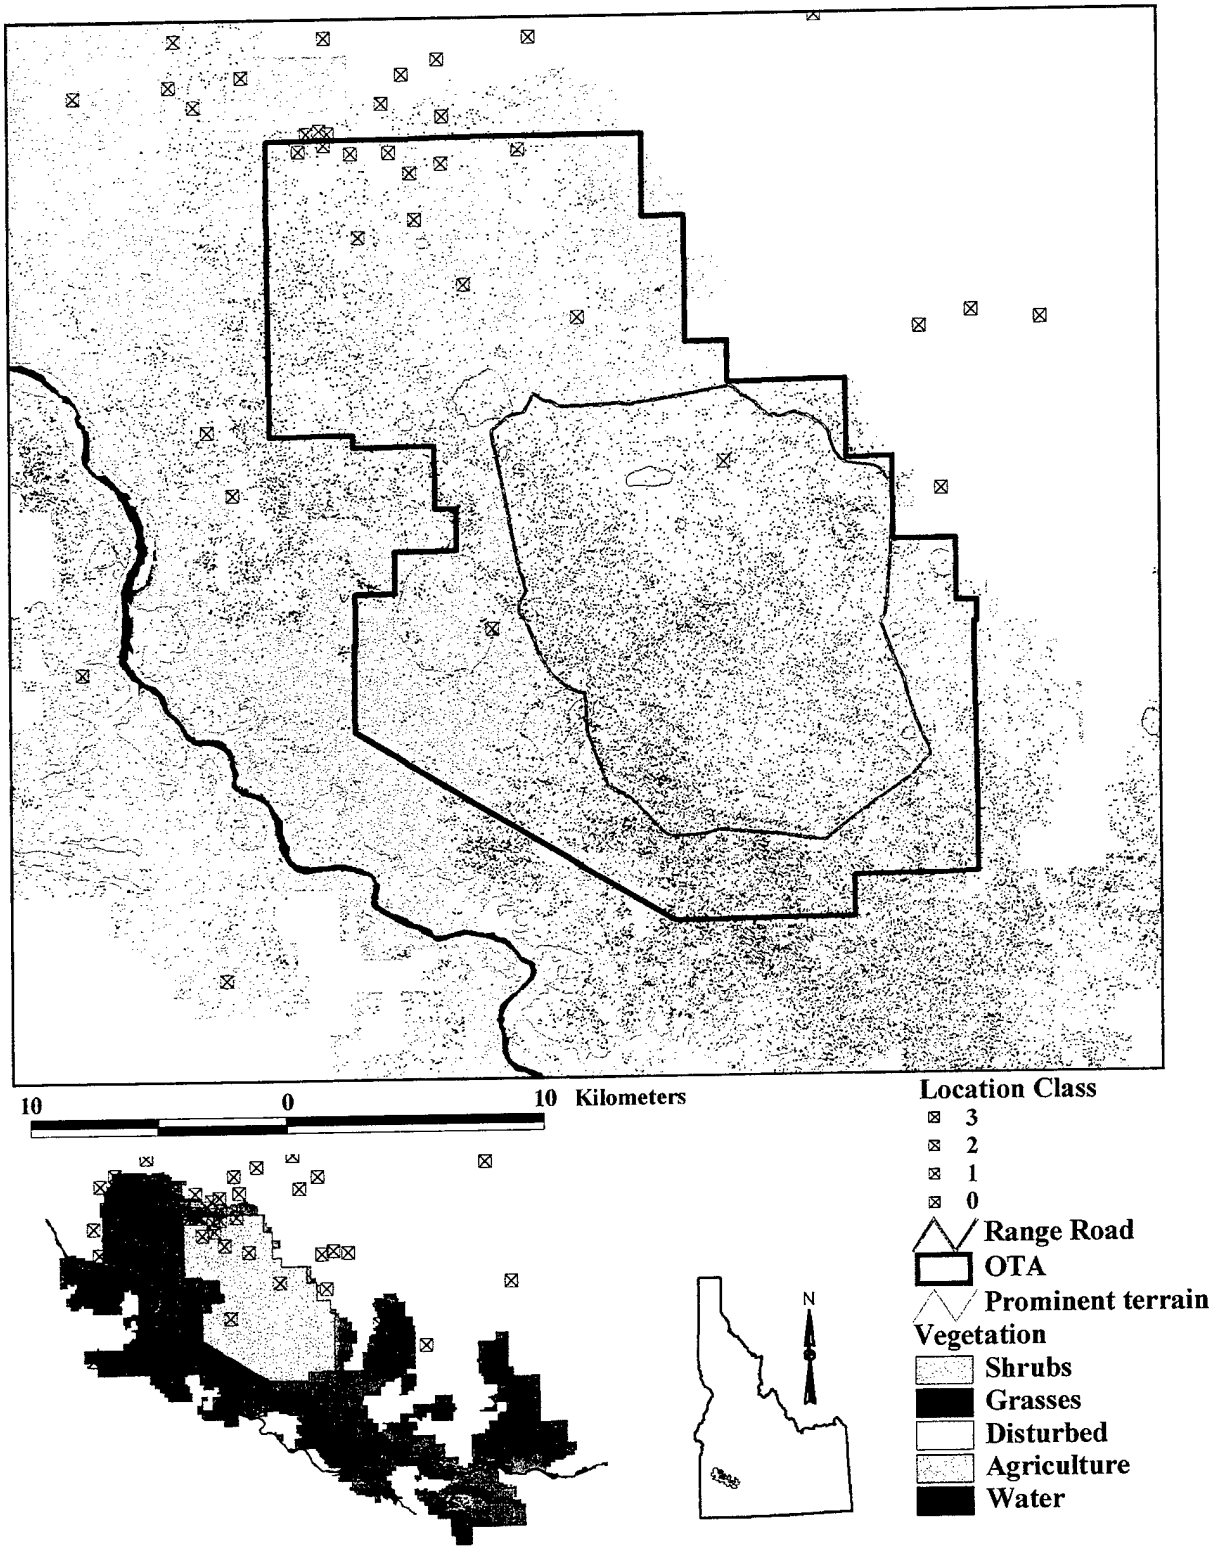 10 0 10 Kilometers
Location Class
3
2
1
0
Range Road
OTA
Prominent terrain
Vegetation
Shrubs
Grasses
Disturbed
Agriculture
Water
N